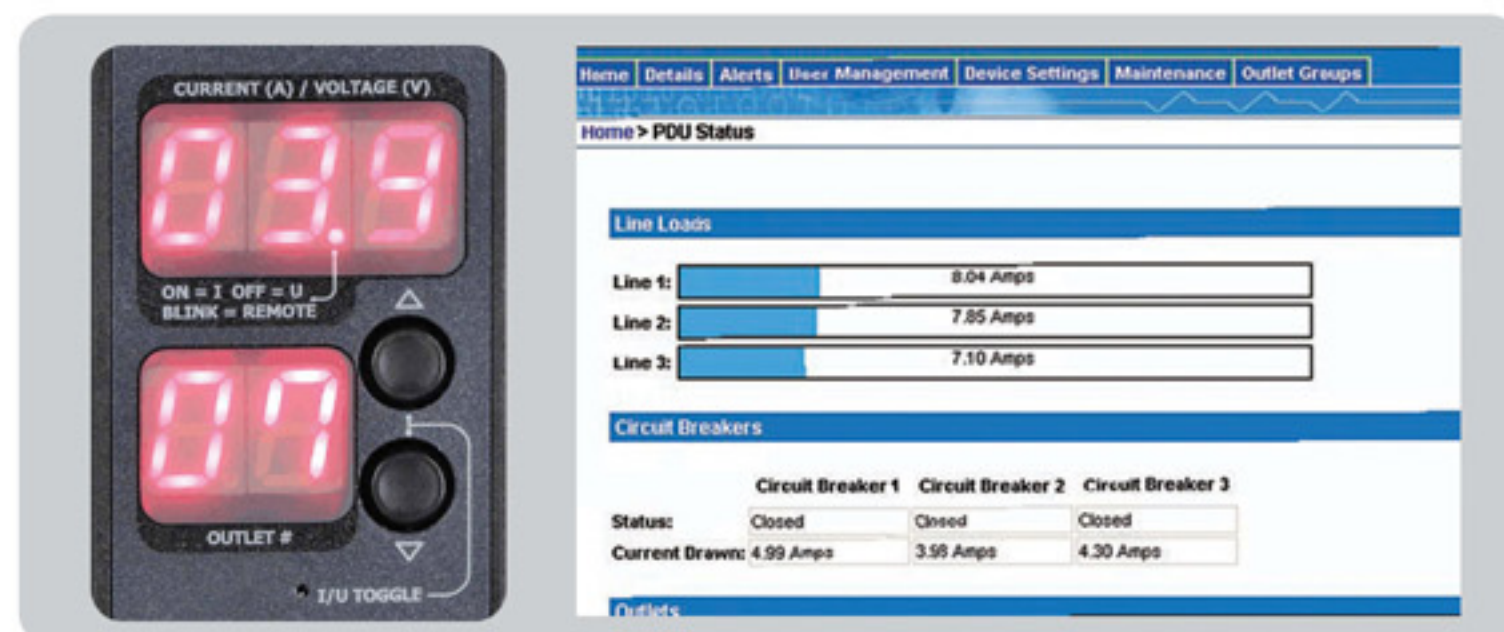 CURRENT (A) / VOLTAGE (V)
03.9
ON = I OFF = U
BLINK = REMOTE
07
OUTLET #
I/U TOGGLE
Home Details Alerts User Management Device Settings Maintenance Outlet Groups
Home > PDU Status
Line Loads
Line 1: 8.04 Amps
Line 2: 7.85 Amps
Line 3: 7.10 Amps
Circuit Breakers
Circuit Breaker 1 Circuit Breaker 2 Circuit Breaker 3
Status: Closed Closed Closed
Current Drawn: 4.99 Amps 3.98 Amps 4.30 Amps
Outlets